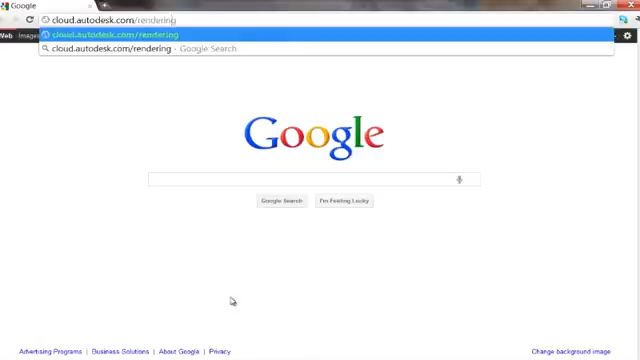 Google
cloud.autodesk.com/rendering
cloud.autodesk.com/rendering
cloud.autodesk.com/rendering - Google Search
Web Images
Google
Google Search I'm Feeling Lucky
Advertising Programs | Business Solutions | About Google | Privacy Change background image